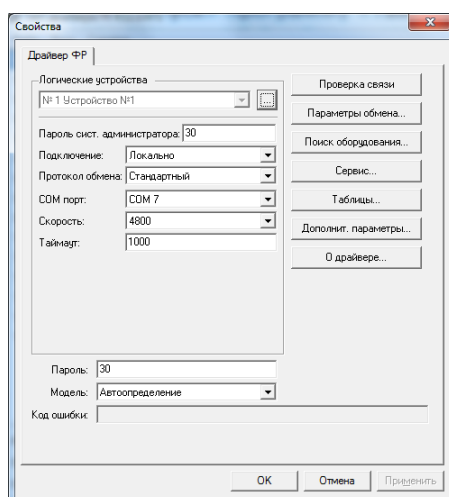 Свойства
Драйвер ФР
Логические устройства
№ 1 Устройство №1
...
Пароль сист. администратора: 30
Подключение: Локально
Протокол обмена: Стандартный
COM порт: COM 7
Скорость: 4800
Таймаут: 1000
Проверка связи
Параметры обмена...
Поиск оборудования...
Сервис...
Таблицы...
Дополнит. параметры...
О драйвере...
Пароль: 30
Модель: Автоопределение
Код ошибки:
OK Отмена Применить